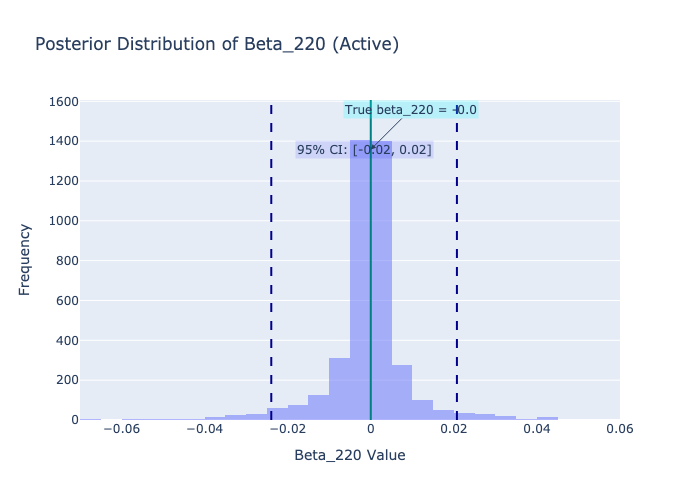 Posterior Distribution of Beta_220 (Active)
1600
True beta_220 = -0.0
1400
95% CI: [-0.02, 0.02]
1200
1000
800
600
400
200
0
Frequency
−0.06 −0.04 −0.02 0 0.02 0.04 0.06
Beta_220 Value